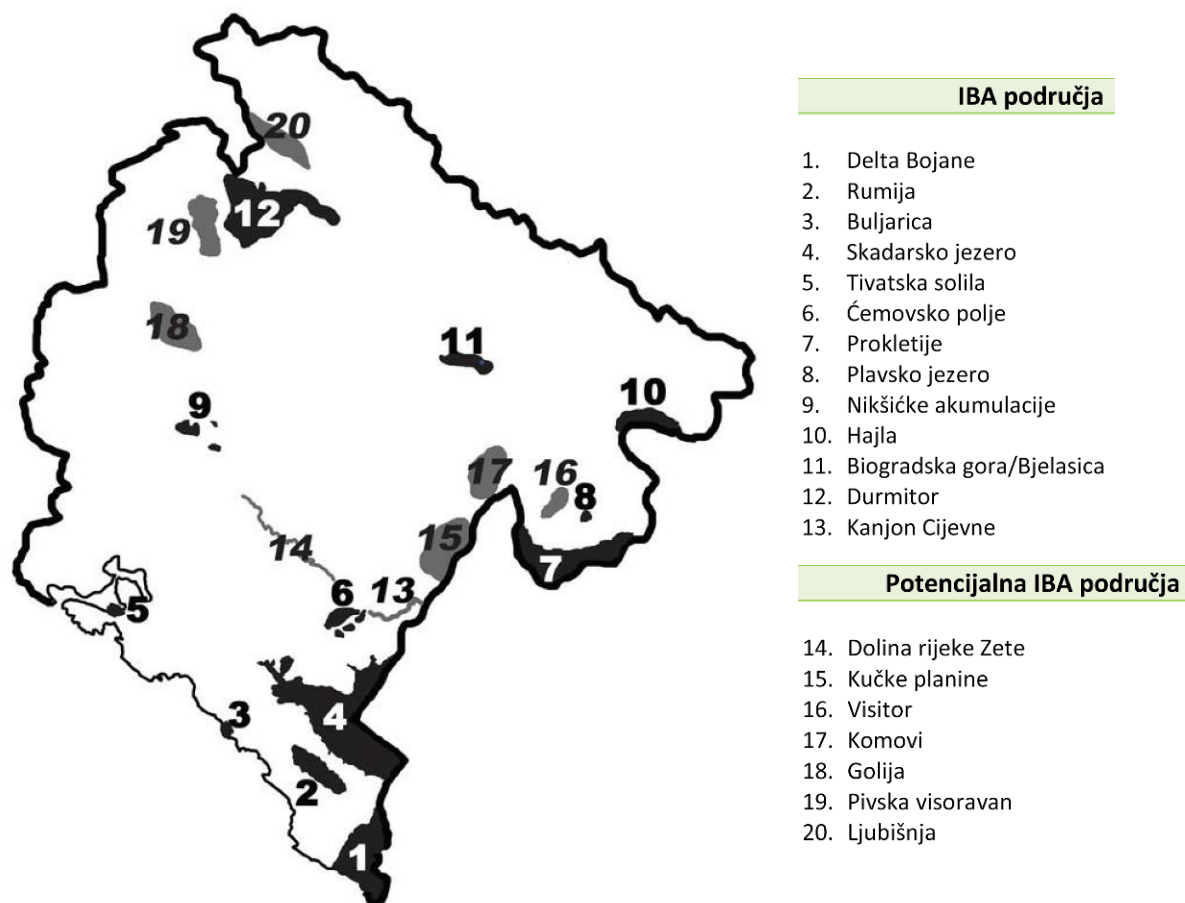 20
12
19
18
11
9
10
17
16
8
15
14
7
6
13
5
4
3
2
1
IBA područja
1. Delta Bojane
2. Rumija
3. Buljarica
4. Skadarsko jezero
5. Tivatska solila
6. Ćemovsko polje
7. Prokletije
8. Plavsko jezero
9. Nikšićke akumulacije
10. Hajla
11. Biogradska gora/Bjelasica
12. Durmitor
13. Kanjon Cijevne
Potencijalna IBA područja
14. Dolina rijeke Zete
15. Kučke planine
16. Visitor
17. Komovi
18. Golija
19. Pivska visoravan
20. Ljubišnja